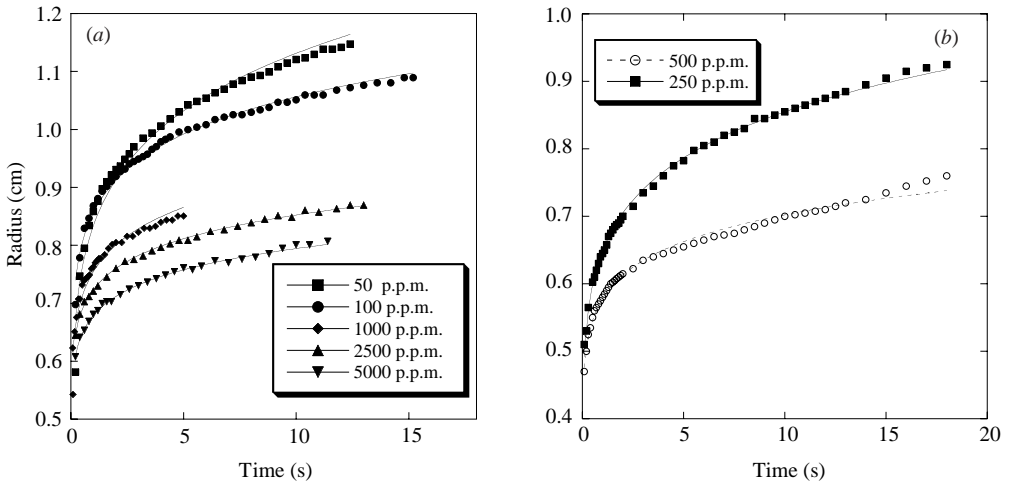 (a)
1.2
1.1
1.0
0.9
0.8
0.7
0.6
0.5
Radius (cm)
50 p.p.m.
100 p.p.m.
1000 p.p.m.
2500 p.p.m.
5000 p.p.m.
0 5 10 15
Time (s)
(b)
1.0
0.9
0.8
0.7
0.6
0.5
0.4
500 p.p.m.
250 p.p.m.
0 5 10 15 20
Time (s)